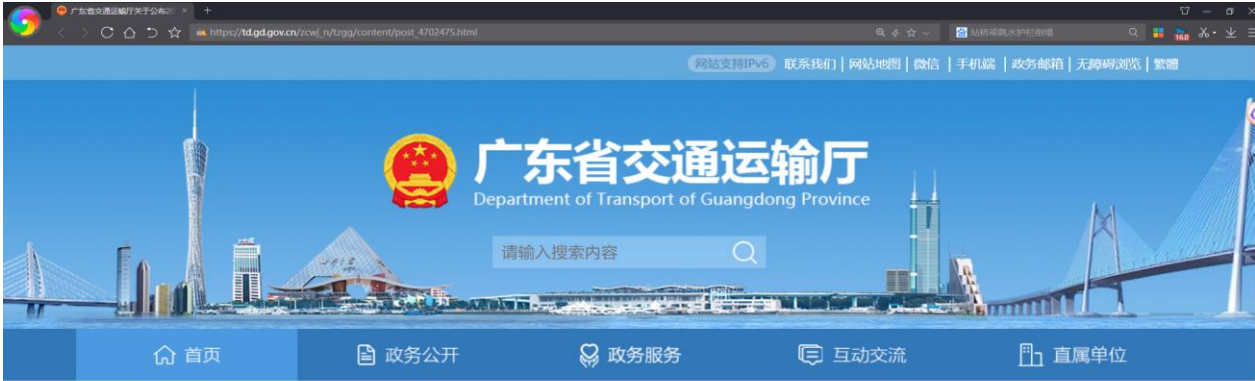 广东省交通运输厅关于公布20
https://td.gd.gov.cn/zcwj_n/tzgg/content/post_4702475.html
16.0
网站支持IPv6 联系我们 | 网站地图 | 微信 | 手机端 | 政务邮箱 | 无障碍浏览 | 繁體
广东省交通运输厅
Department of Transport of Guangdong Province
请输入搜索内容
首页 政务公开 政务服务 互动交流 直属单位